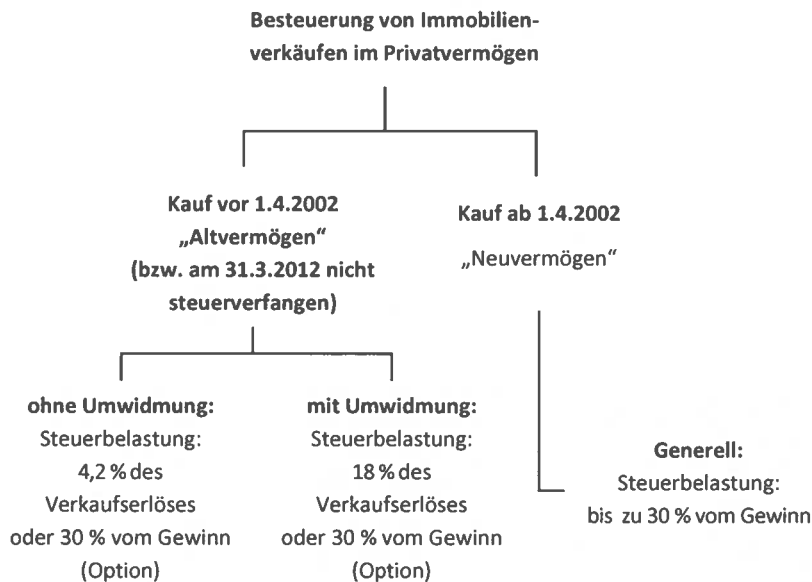 Besteuerung von Immobilien-
verkäufen im Privatvermögen
Kauf vor 1.4.2002
„Altvermögen“
(bzw. am 31.3.2012 nicht
steuerverfangen)
Kauf ab 1.4.2002
„Neuvermögen“
ohne Umwidmung:
Steuerbelastung:
4,2 % des
Verkaufserlöses
oder 30 % vom Gewinn
(Option)
mit Umwidmung:
Steuerbelastung:
18 % des
Verkaufserlöses
oder 30 % vom Gewinn
(Option)
Generell:
Steuerbelastung:
bis zu 30 % vom Gewinn